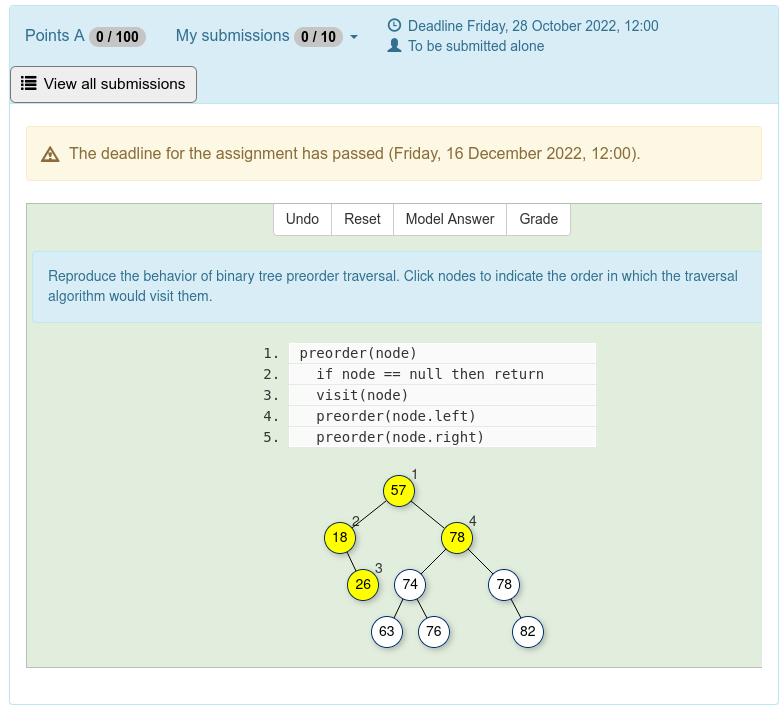 Points A 0 / 100 My submissions 0 / 10
Deadline Friday, 28 October 2022, 12:00
To be submitted alone
View all submissions
The deadline for the assignment has passed (Friday, 16 December 2022, 12:00).
Undo Reset Model Answer Grade
Reproduce the behavior of binary tree preorder traversal. Click nodes to indicate the order in which the traversal
algorithm would visit them.
1. preorder(node)
2. if node == null then return
3. visit(node)
4. preorder(node.left)
5. preorder(node.right)
1
57
2 4
18 78
3
26 74 78
63 76 82